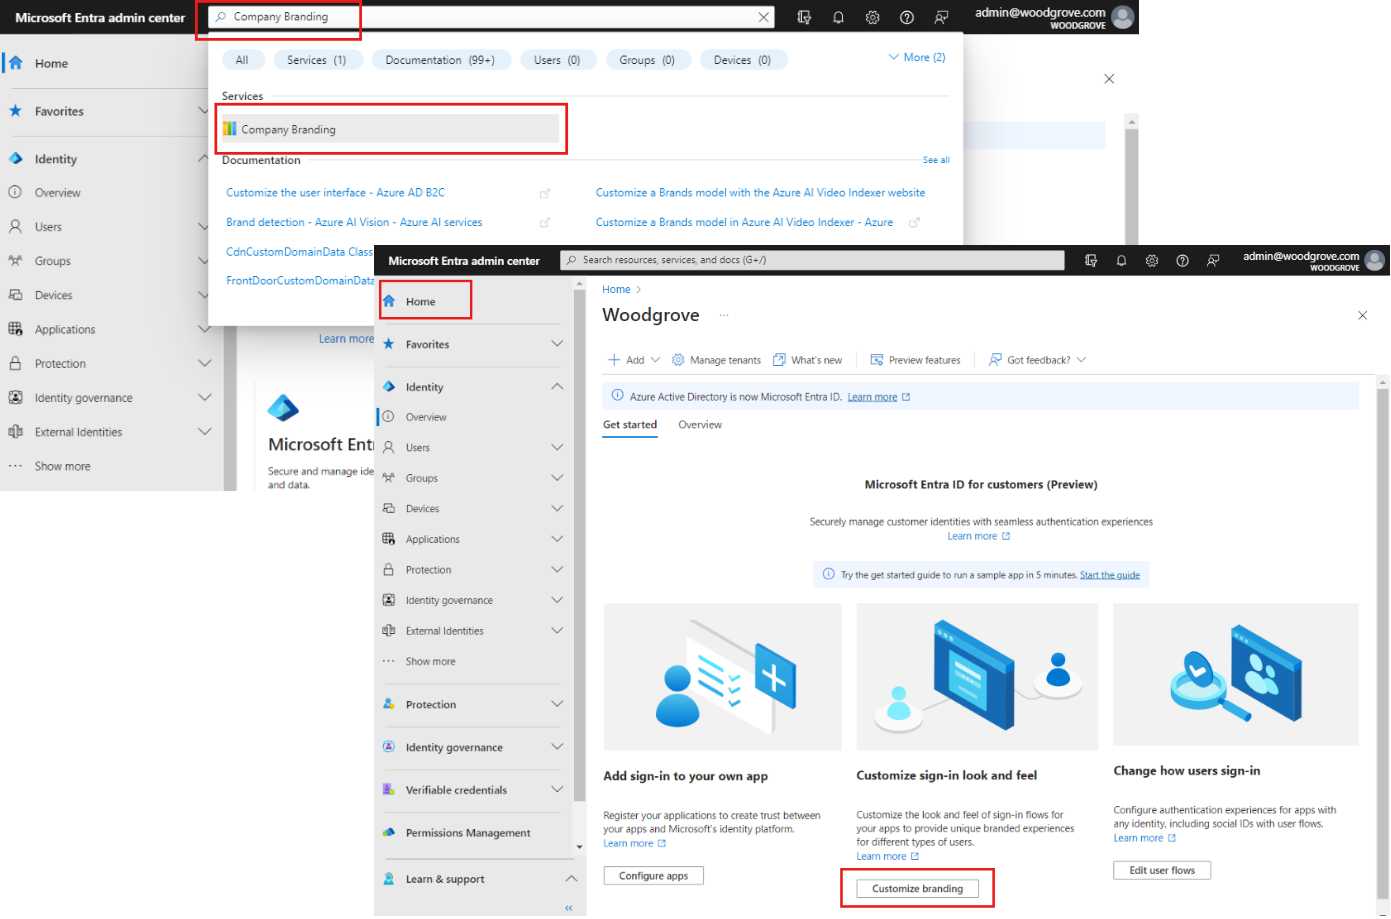 Microsoft Entra admin center
Company Branding
admin@woodgrove.com
WOODGROVE
Home
Favorites
Identity
Overview
Users
Groups
Devices
Applications
Protection
Identity governance
External Identities
Show more
All
Services (1)
Documentation (99+)
Users (0)
Groups (0)
Devices (0)
More (2)
Services
Company Branding
Documentation
See all
Customize the user interface - Azure AD B2C
Customize a Brands model with the Azure AI Video Indexer website
Brand detection - Azure AI Vision - Azure AI services
Customize a Brands model in Azure AI Video Indexer - Azure
CdnCustomDomainData Class
FrontDoorCustomDomainData
Learn more
Microsoft Ent
Secure and manage ide
and data.
Microsoft Entra admin center
Search resources, services, and docs (G+/)
admin@woodgrove.com
WOODGROVE
Home
Favorites
Identity
Overview
Users
Groups
Devices
Applications
Protection
Identity governance
External Identities
Show more
Protection
Identity governance
Verifiable credentials
Permissions Management
Learn & support
Home
Woodgrove
Add
Manage tenants
What's new
Preview features
Got feedback?
Azure Active Directory is now Microsoft Entra ID. Learn more
Get started
Overview
Microsoft Entra ID for customers (Preview)
Securely manage customer identities with seamless authentication experiences
Learn more
Try the get started guide to run a sample app in 5 minutes. Start the guide
Add sign-in to your own app
Register your applications to create trust between
your apps and Microsoft's identity platform.
Learn more
Configure apps
Customize sign-in look and feel
Customize the look and feel of sign-in flows for
your apps to provide unique branded experiences
for different types of users.
Learn more
Customize branding
Change how users sign-in
Configure authentication experiences for apps with
any identity, including social IDs with user flows.
Learn more
Edit user flows